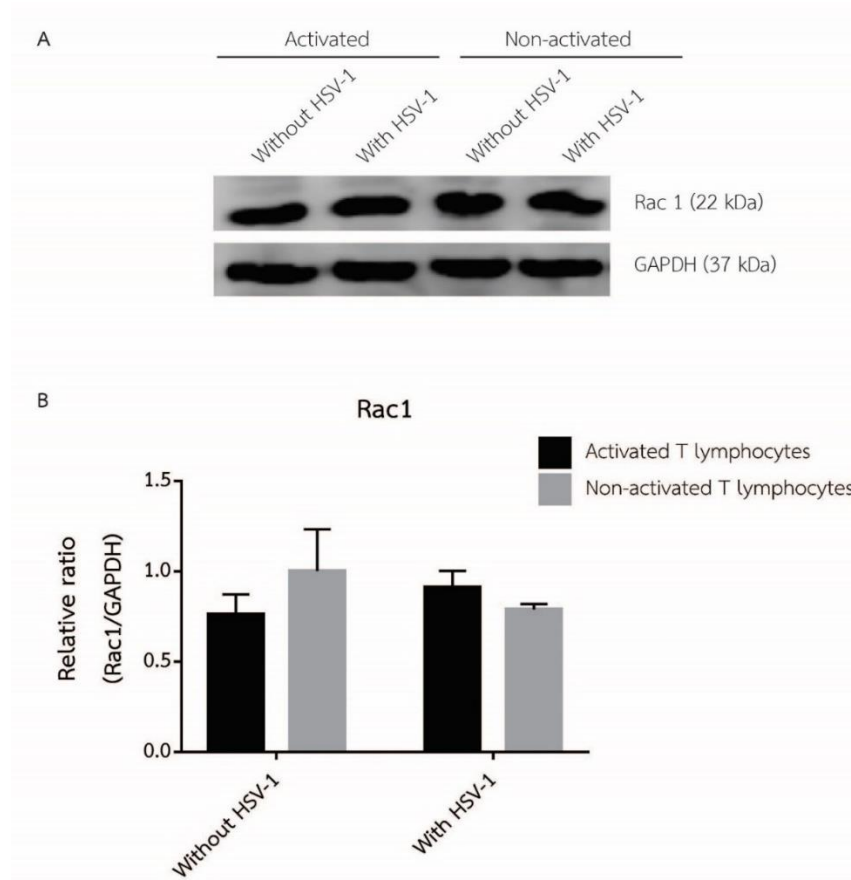 A
Activated
Non-activated
Without HSV-1
With HSV-1
Without HSV-1
With HSV-1
Rac 1 (22 kDa)
GAPDH (37 kDa)
B
Rac1
Activated T lymphocytes
Non-activated T lymphocytes
Relative ratio
(Rac1/GAPDH)
1.5
1.0
0.5
0.0
Without HSV-1
With HSV-1